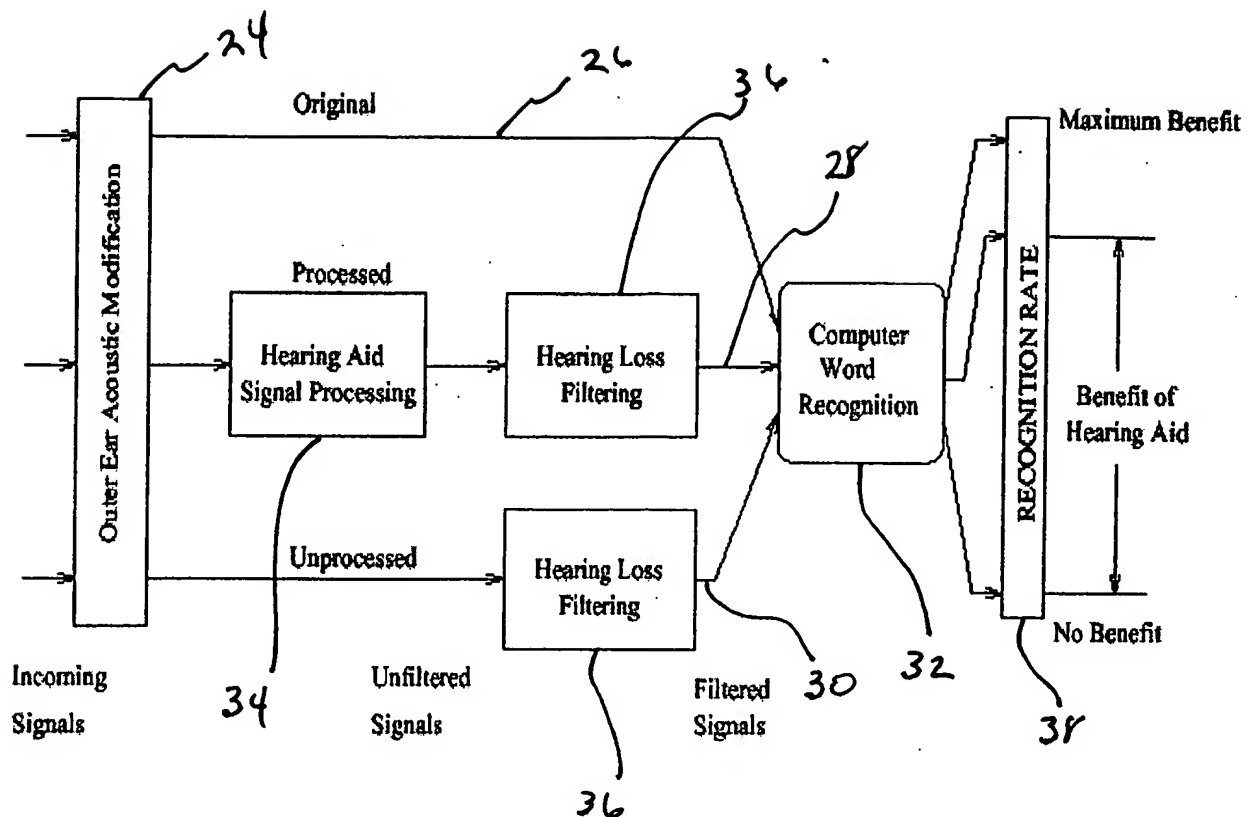 24
26
36
Original
Maximum Benefit
28
Outer Ear Acoustic Modification
Processed
Hearing Aid
Signal Processing
Hearing Loss
Filtering
Computer
Word
Recognition
RECOGNITION RATE
Benefit of
Hearing Aid
Unprocessed
Hearing Loss
Filtering
No Benefit
Incoming
Signals
34
Unfiltered
Signals
Filtered
Signals
30
32
38
36